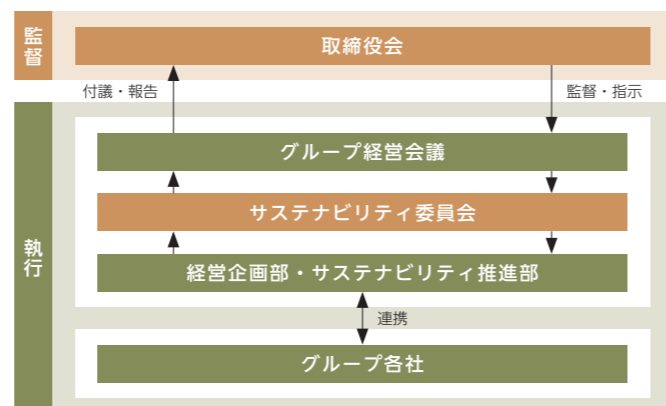 監督
取締役会
付議・報告
監督・指示
執行
グループ経営会議
サステナビリティ委員会
経営企画部・サステナビリティ推進部
連携
グループ各社